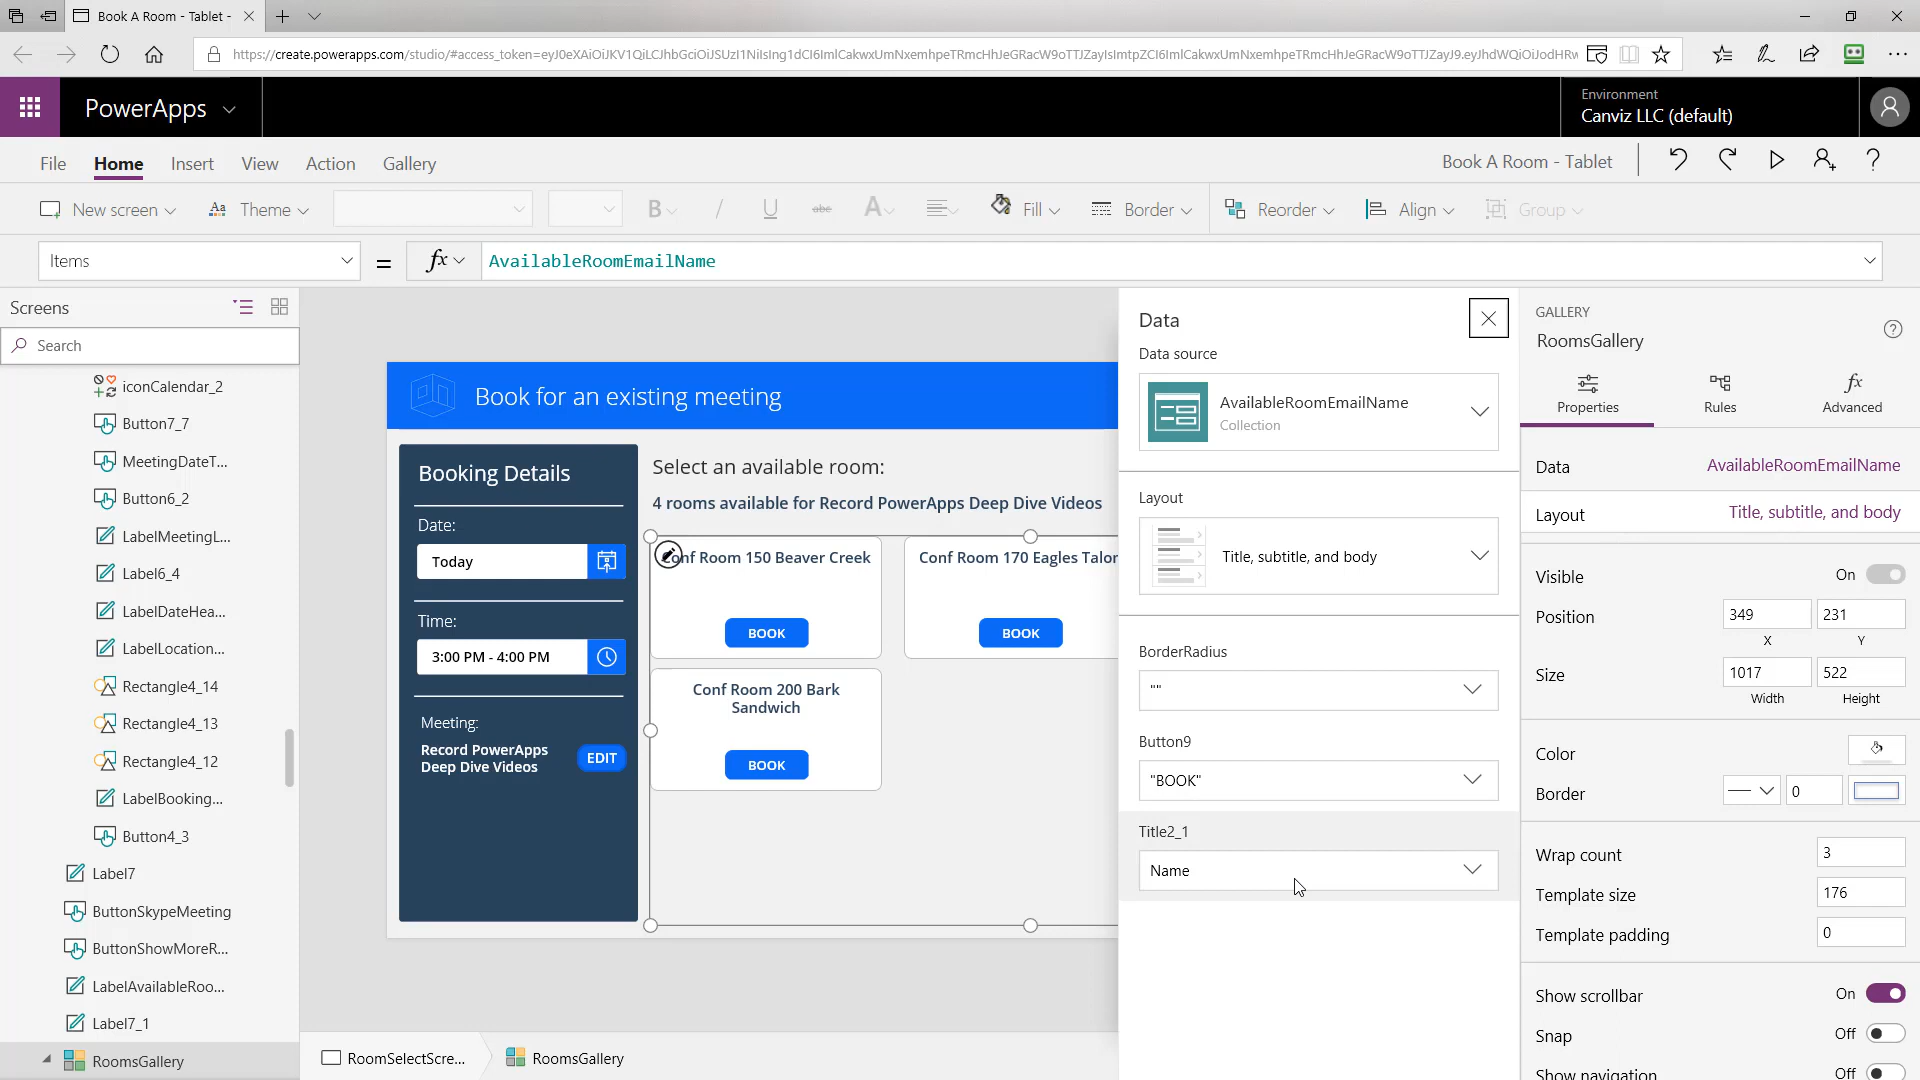 Book A Room - Tablet -
https://create.powerapps.com/studio/#access_token=eyJ0eXAiOiJKV1QiLCJhbGciOiJSUzI1NiIsIng1dCI6ImlCakwxUmNxemhpeTRmcHhJeGRacW9oTTJZayIsImtpZCI6ImlCakwxUmNxemhpeTRmcHhJeGRacW9oTTJZayJ9.eyJhdWQiOiJodHRw
PowerApps
Environment
Canviz LLC (default)
File Home Insert View Action Gallery
Book A Room - Tablet
New screen Theme B / U abc A Fill Border Reorder Align Group
Items = fx AvailableRoomEmailName
Screens
Search
iconCalendar_2
Button7_7
MeetingDateT...
Button6_2
LabelMeetingL...
Label6_4
LabelDateHea...
LabelLocation...
Rectangle4_14
Rectangle4_13
Rectangle4_12
LabelBooking...
Button4_3
Label7
ButtonSkypeMeeting
ButtonShowMoreR...
LabelAvailableRoo...
Label7_1
RoomsGallery
Book for an existing meeting
Booking Details
Date:
Today
Time:
3:00 PM - 4:00 PM
Meeting:
Record PowerApps
Deep Dive Videos
EDIT
Select an available room:
4 rooms available for Record PowerApps Deep Dive Videos
Conf Room 150 Beaver Creek
BOOK
Conf Room 170 Eagles Talon
BOOK
Conf Room 200 Bark
Sandwich
BOOK
RoomSelectScre...
RoomsGallery
Data
Data source
AvailableRoomEmailName
Collection
Layout
Title, subtitle, and body
BorderRadius
""
Button9
"BOOK"
Title2_1
Name
GALLERY
RoomsGallery
Properties Rules Advanced
Data AvailableRoomEmailName
Layout Title, subtitle, and body
Visible On
Position 349 231
X Y
Size 1017 522
Width Height
Color
Border 0
Wrap count 3
Template size 176
Template padding 0
Show scrollbar On
Snap Off
Show navigation Off